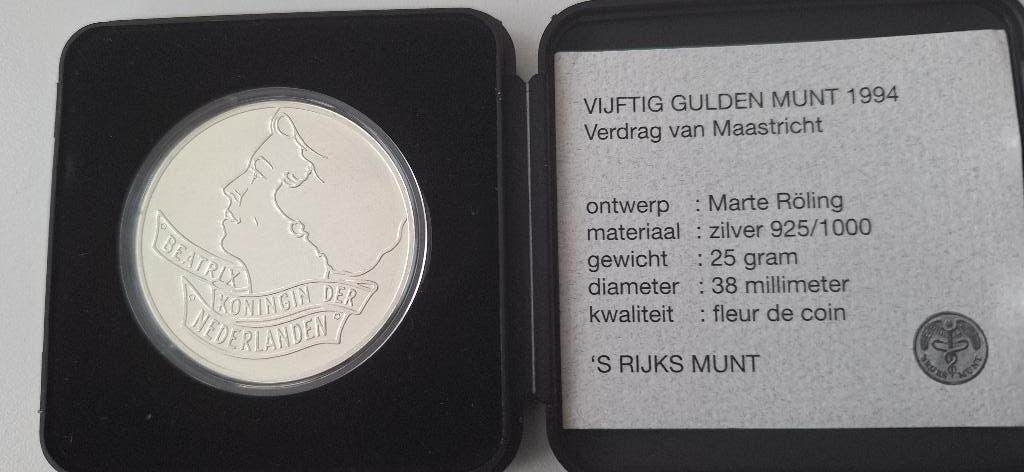 BEATRIX
KONINGIN DER
NEDERLANDEN
VIJFTIG GULDEN MUNT 1994
Verdrag van Maastricht
ontwerp : Marte Röling
materiaal : zilver 925/1000
gewicht : 25 gram
diameter : 38 millimeter
kwaliteit : fleur de coin
‘S RIJKS MUNT